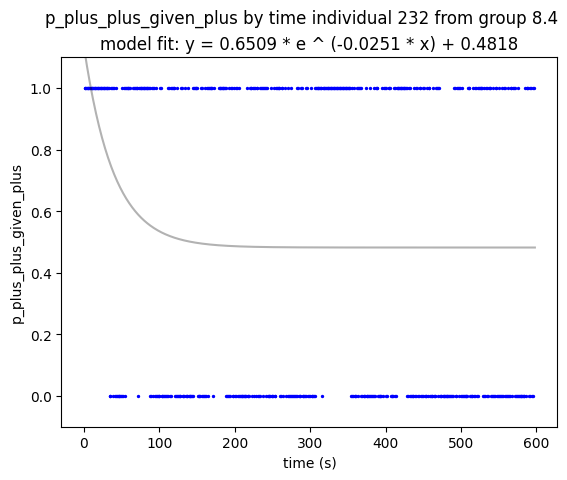 p_plus_plus_given_plus by time individual 232 from group 8.4
model fit: y = 0.6509 * e ^ (-0.0251 * x) + 0.4818
1.0
0.8
0.6
0.4
0.2
0.0
p_plus_plus_given_plus
0 100 200 300 400 500 600
time (s)